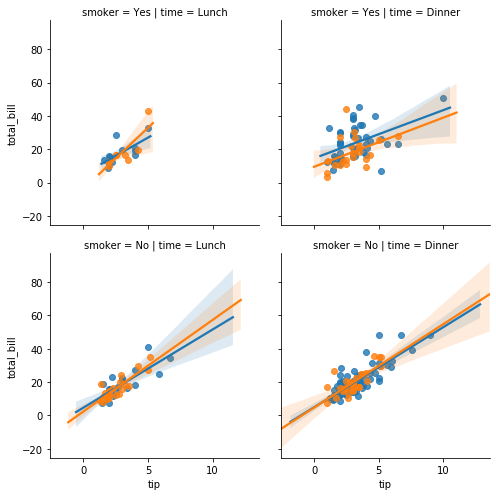 smoker = Yes | time = Lunch
smoker = Yes | time = Dinner
80
60
40
20
0
−20
total_bill
smoker = No | time = Lunch
smoker = No | time = Dinner
80
60
40
20
0
−20
total_bill
0 5 10
0 5 10
tip
tip